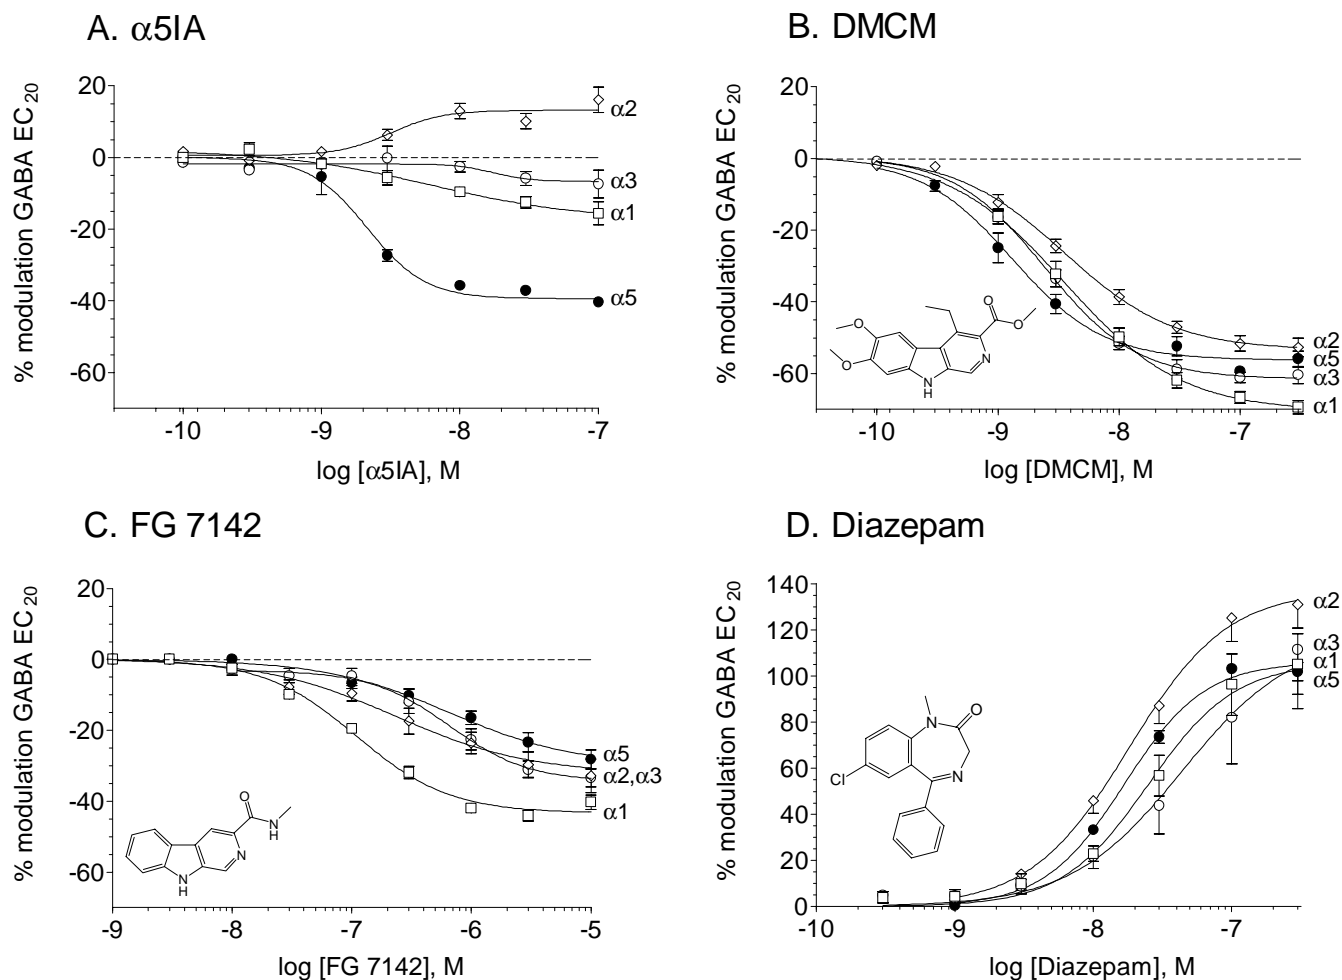 A. α5IA
% modulation GABA EC20
20
0
-20
-40
-60
α2
α3
α1
α5
-10
-9
-8
-7
log [α5IA], M
B. DMCM
% modulation GABA EC20
20
0
-20
-40
-60
O
O
O
O
N
N
H
α2
α5
α3
α1
-10
-9
-8
-7
log [DMCM], M
C. FG 7142
% modulation GABA EC20
20
0
-20
-40
-60
O
N
H
N
N
H
α5
α2,α3
α1
-9
-8
-7
-6
-5
log [FG 7142], M
D. Diazepam
% modulation GABA EC20
140
120
100
80
60
40
20
0
N
O
Cl
N
α2
α3
α1
α5
-10
-9
-8
-7
log [Diazepam], M